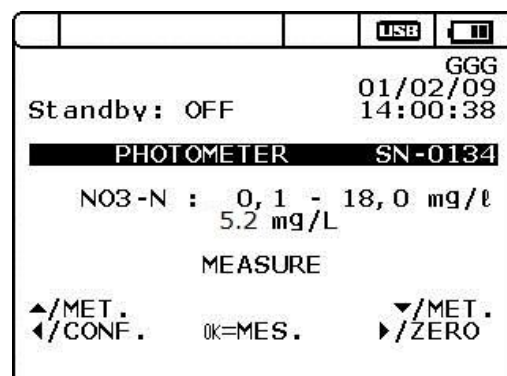 USB
GGG
01/02/09
Standby: OFF 14:00:38
PHOTOMETER SN-0134
NO3-N : 0,1 - 18,0 mg/ℓ
5.2 mg/L
MEASURE
▲/MET. ▼/MET.
◀/CONF. OK=MES. ▶/ZERO